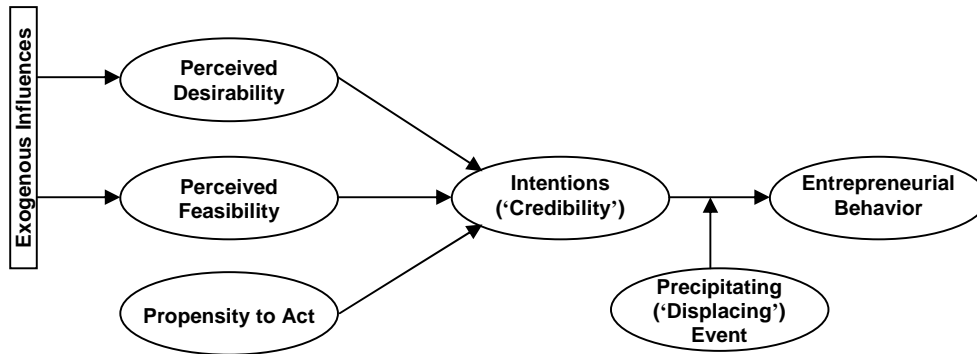 Exogenous Influences
Perceived
Desirability
Perceived
Feasibility
Propensity to Act
Intentions
(‘Credibility’)
Entrepreneurial
Behavior
Precipitating
(‘Displacing’)
Event